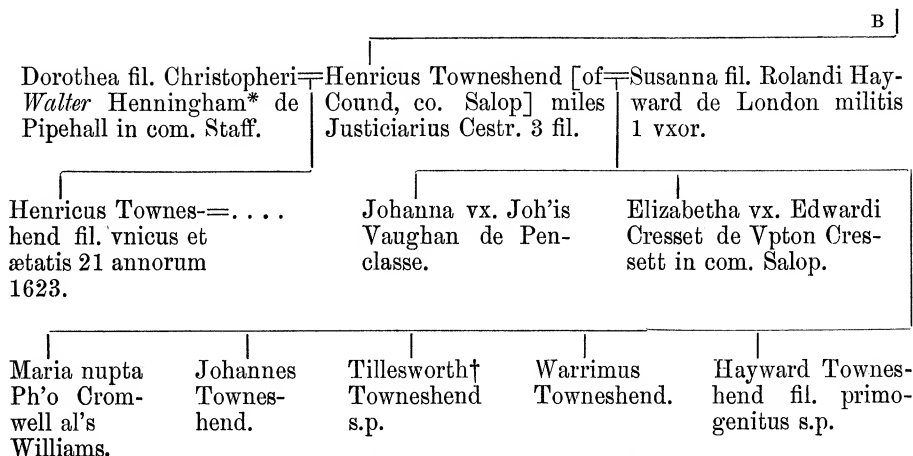 B
Dorothea fil. Christopheri
Walter Henningham* de
Pipehall in com. Staff.
Henricus Towneshend [of
Cound, co. Salop] miles
Justiciarius Cestr. 3 fil.
Susanna fil. Rolandi Hay-
ward de London militis
1 vxor.
Henricus Townes-=....
hend fil. vnicus et
ætatis 21 annorum
1623.
Johanna vx. Joh'is
Vaughan de Pen-
classe.
Elizabetha vx. Edwardi
Cresset de Vpton Cres-
sett in com. Salop.
Maria nupta
Ph'o Crom-
well al's
Williams.
Johannes
Townes-
hend.
Tillesworth†
Towneshend
s.p.
Warrimus
Towneshend.
Hayward Townes-
hend fil. primo-
genitus s.p.